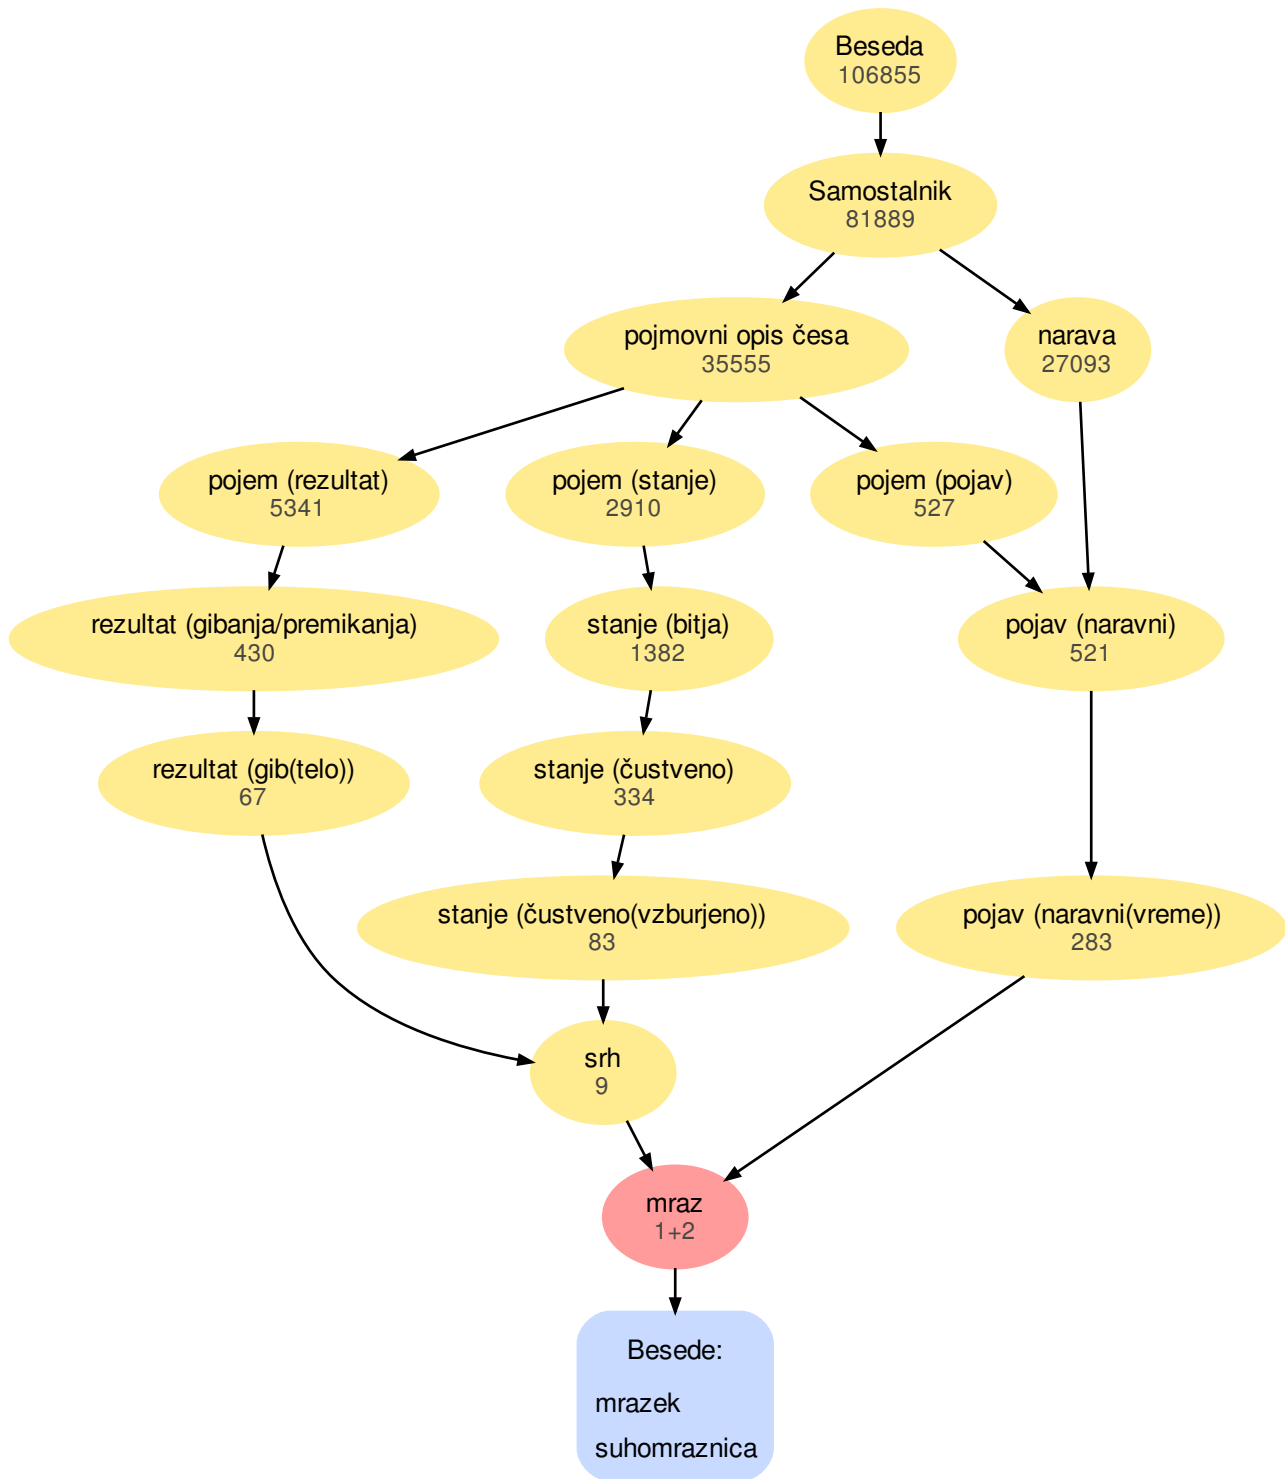 Beseda
106855
Samostalnik
81889
pojmovni opis česa
35555
narava
27093
pojem (rezultat)
5341
pojem (stanje)
2910
pojem (pojav)
527
rezultat (gibanja/premikanja)
430
stanje (bitja)
1382
pojav (naravni)
521
rezultat (gib(telo))
67
stanje (čustveno)
334
stanje (čustveno(vzburjeno))
83
pojav (naravni(vreme))
283
srh
9
mraz
1+2
Besede:
mrazek
suhomraznica